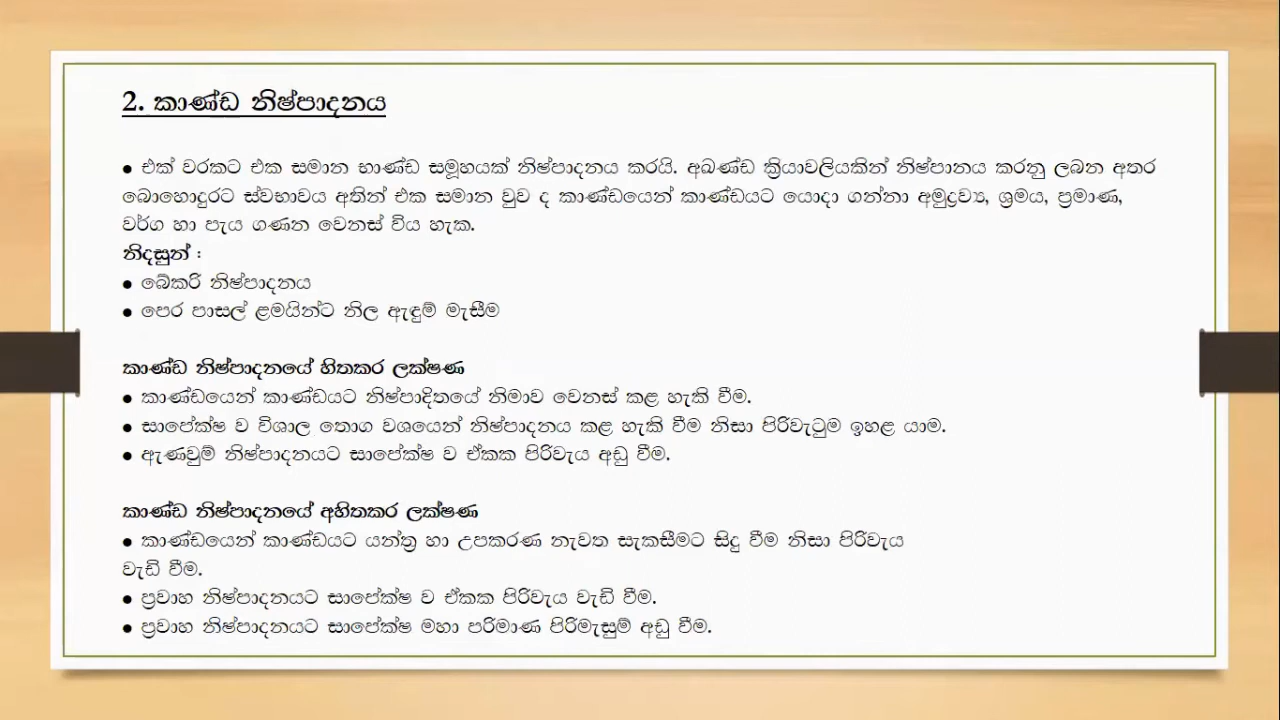 2. කාණ්ඩ නිෂ්පාදනය
● එක් වරකට එක සමාන භාණ්ඩ සමූහයක් නිෂ්පාදනය කරයි. අඛණ්ඩ ක්‍රියාවලියකින් නිෂ්පානය කරනු ලබන අතර
බොහොදුරට ස්වභාවය අතින් එක සමාන වුව ද කාණ්ඩයෙන් කාණ්ඩයට යොදා ගන්නා අමුද්‍රව්‍ය, ශ්‍රමය, ප්‍රමාණ,
වර්ග හා පැය ගණන වෙනස් විය හැක.
නිදසුන් :
● බේකරි නිෂ්පාදනය
● පෙර පාසල් ළමයින්ට නිල ඇඳුම් මැසීම
කාණ්ඩ නිෂ්පාදනයේ හිතකර ලක්ෂණ
● කාණ්ඩයෙන් කාණ්ඩයට නිෂ්පාදිතයේ නිමාව වෙනස් කළ හැකි වීම.
● සාපේක්ෂ ව විශාල තොග වශයෙන් නිෂ්පාදනය කළ හැකි වීම නිසා පිරිවැටුම ඉහළ යාම.
● ඇණවුම් නිෂ්පාදනයට සාපේක්ෂ ව ඒකක පිරිවැය අඩු වීම.
කාණ්ඩ නිෂ්පාදනයේ අහිතකර ලක්ෂණ
● කාණ්ඩයෙන් කාණ්ඩයට යන්ත්‍ර හා උපකරණ නැවත සැකසීමට සිදු වීම නිසා පිරිවැය
වැඩි වීම.
● ප්‍රවාහ නිෂ්පාදනයට සාපේක්ෂ ව ඒකක පිරිවැය වැඩි වීම.
● ප්‍රවාහ නිෂ්පාදනයට සාපේක්ෂ මහා පරිමාණ පිරිමැසුම් අඩු වීම.